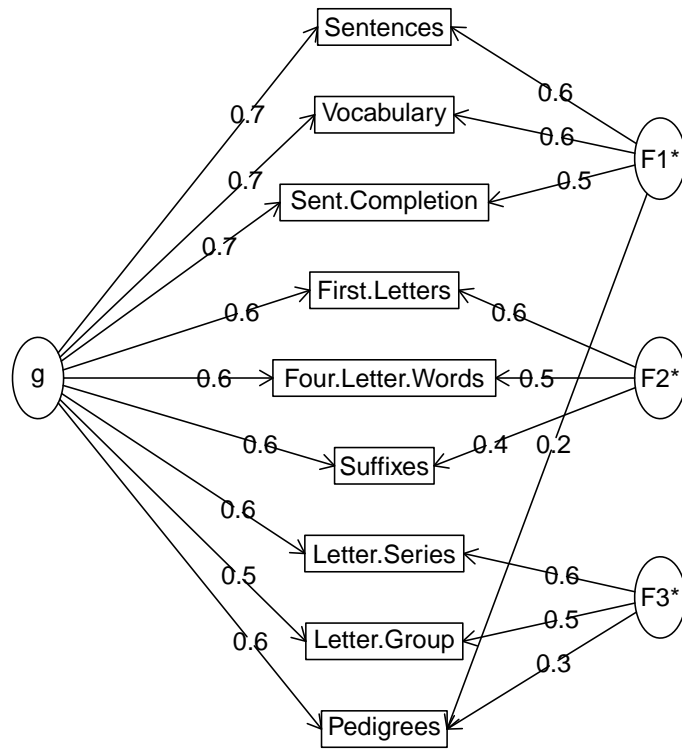 Sentences
0.6
0.7
Vocabulary
0.6
F1*
0.7
Sent.Completion
0.5
0.7
First.Letters
0.6
0.6
g
0.6
Four.Letter.Words
0.5
F2*
0.6
Suffixes
0.4
0.2
0.6
Letter.Series
0.6
F3*
0.5
Letter.Group
0.5
0.6
0.3
Pedigrees